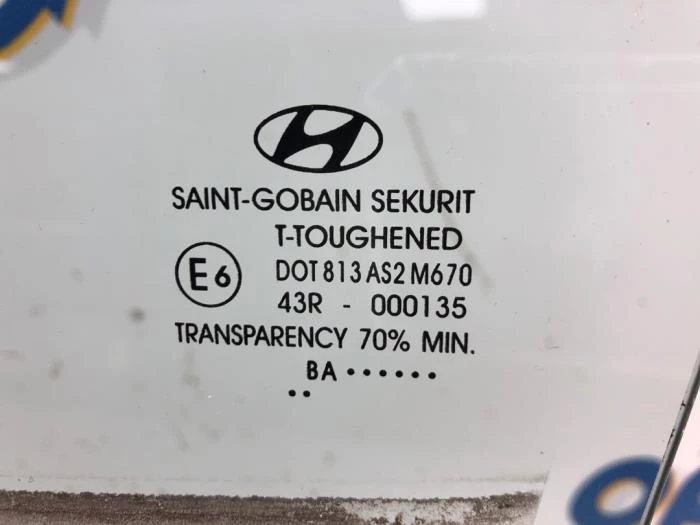 SAINT-GOBAIN SEKURIT
T-TOUGHENED
E6 DOT 813 AS2 M670
43R - 000135
TRANSPARENCY 70% MIN.
BA ······
··